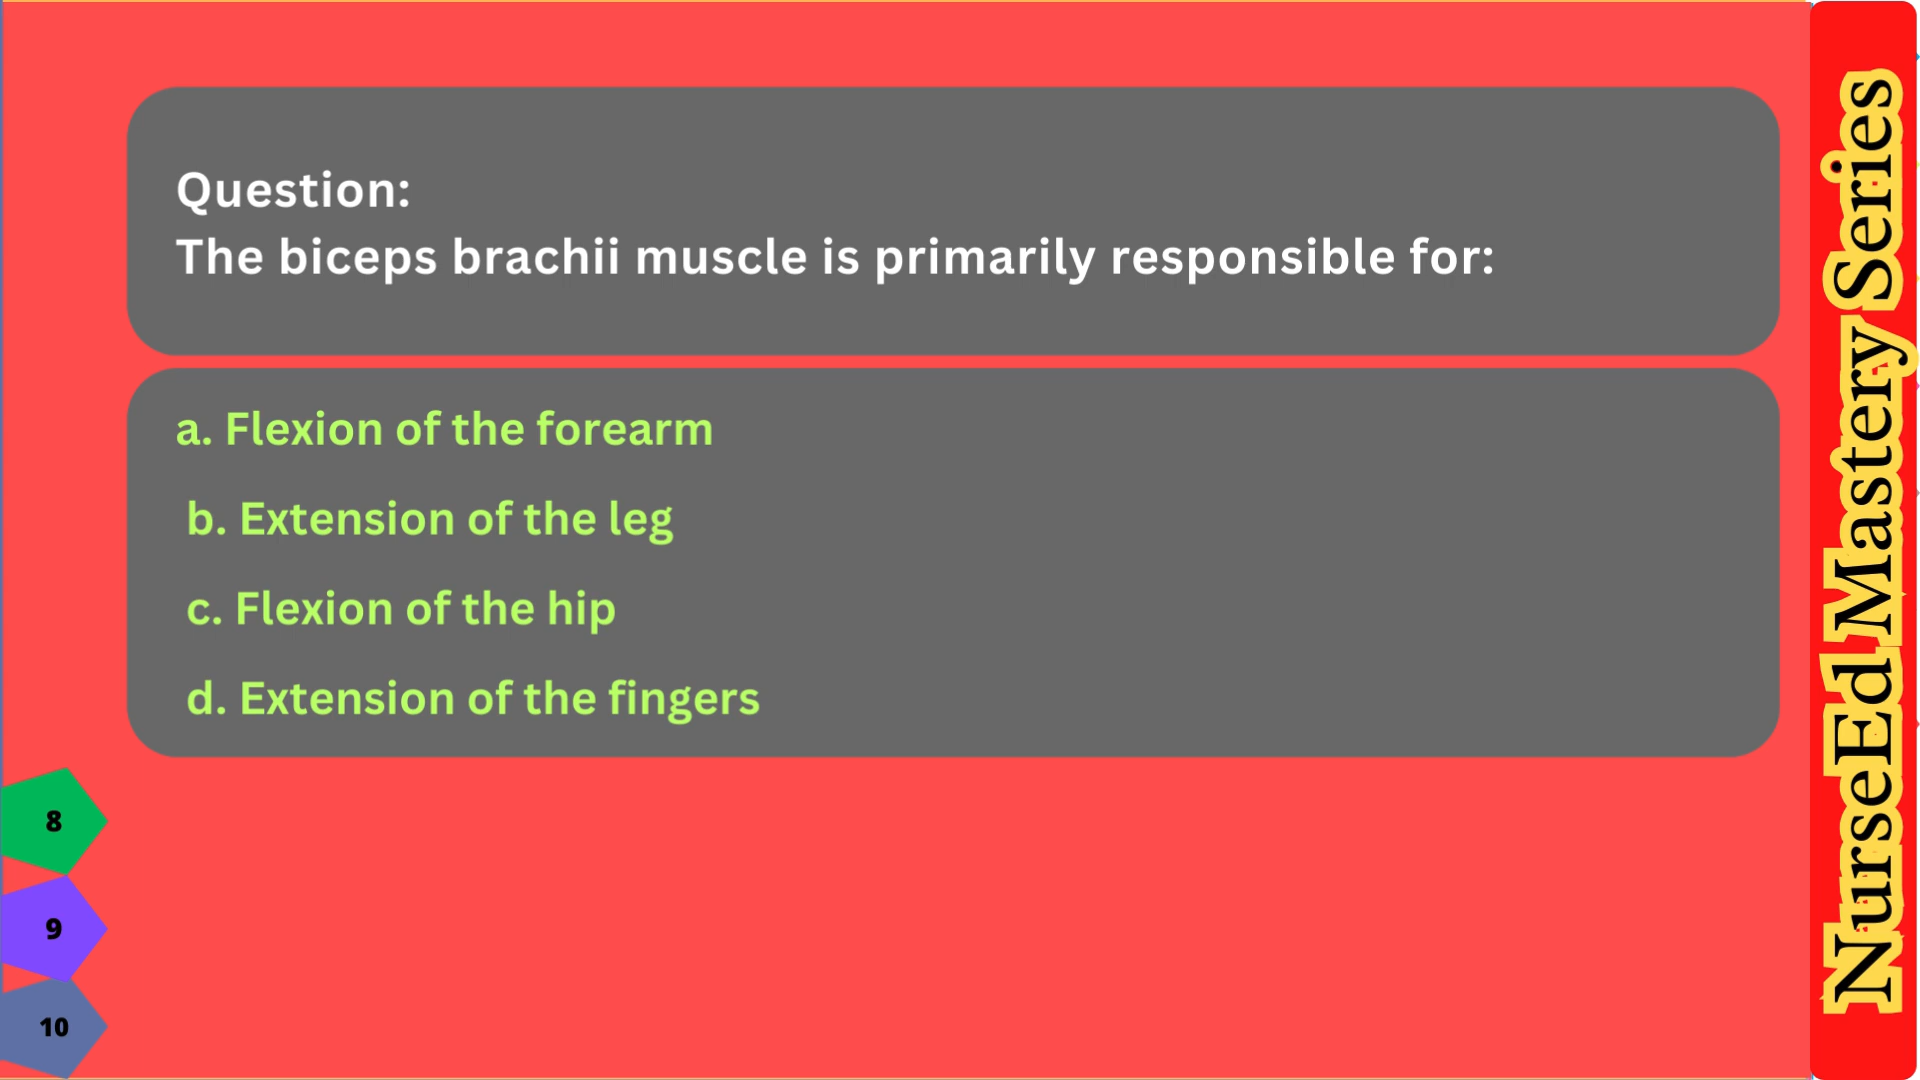 Question:
The biceps brachii muscle is primarily responsible for:
a. Flexion of the forearm
b. Extension of the leg
c. Flexion of the hip
d. Extension of the fingers
8
9
10
NurseEd Mastery Series